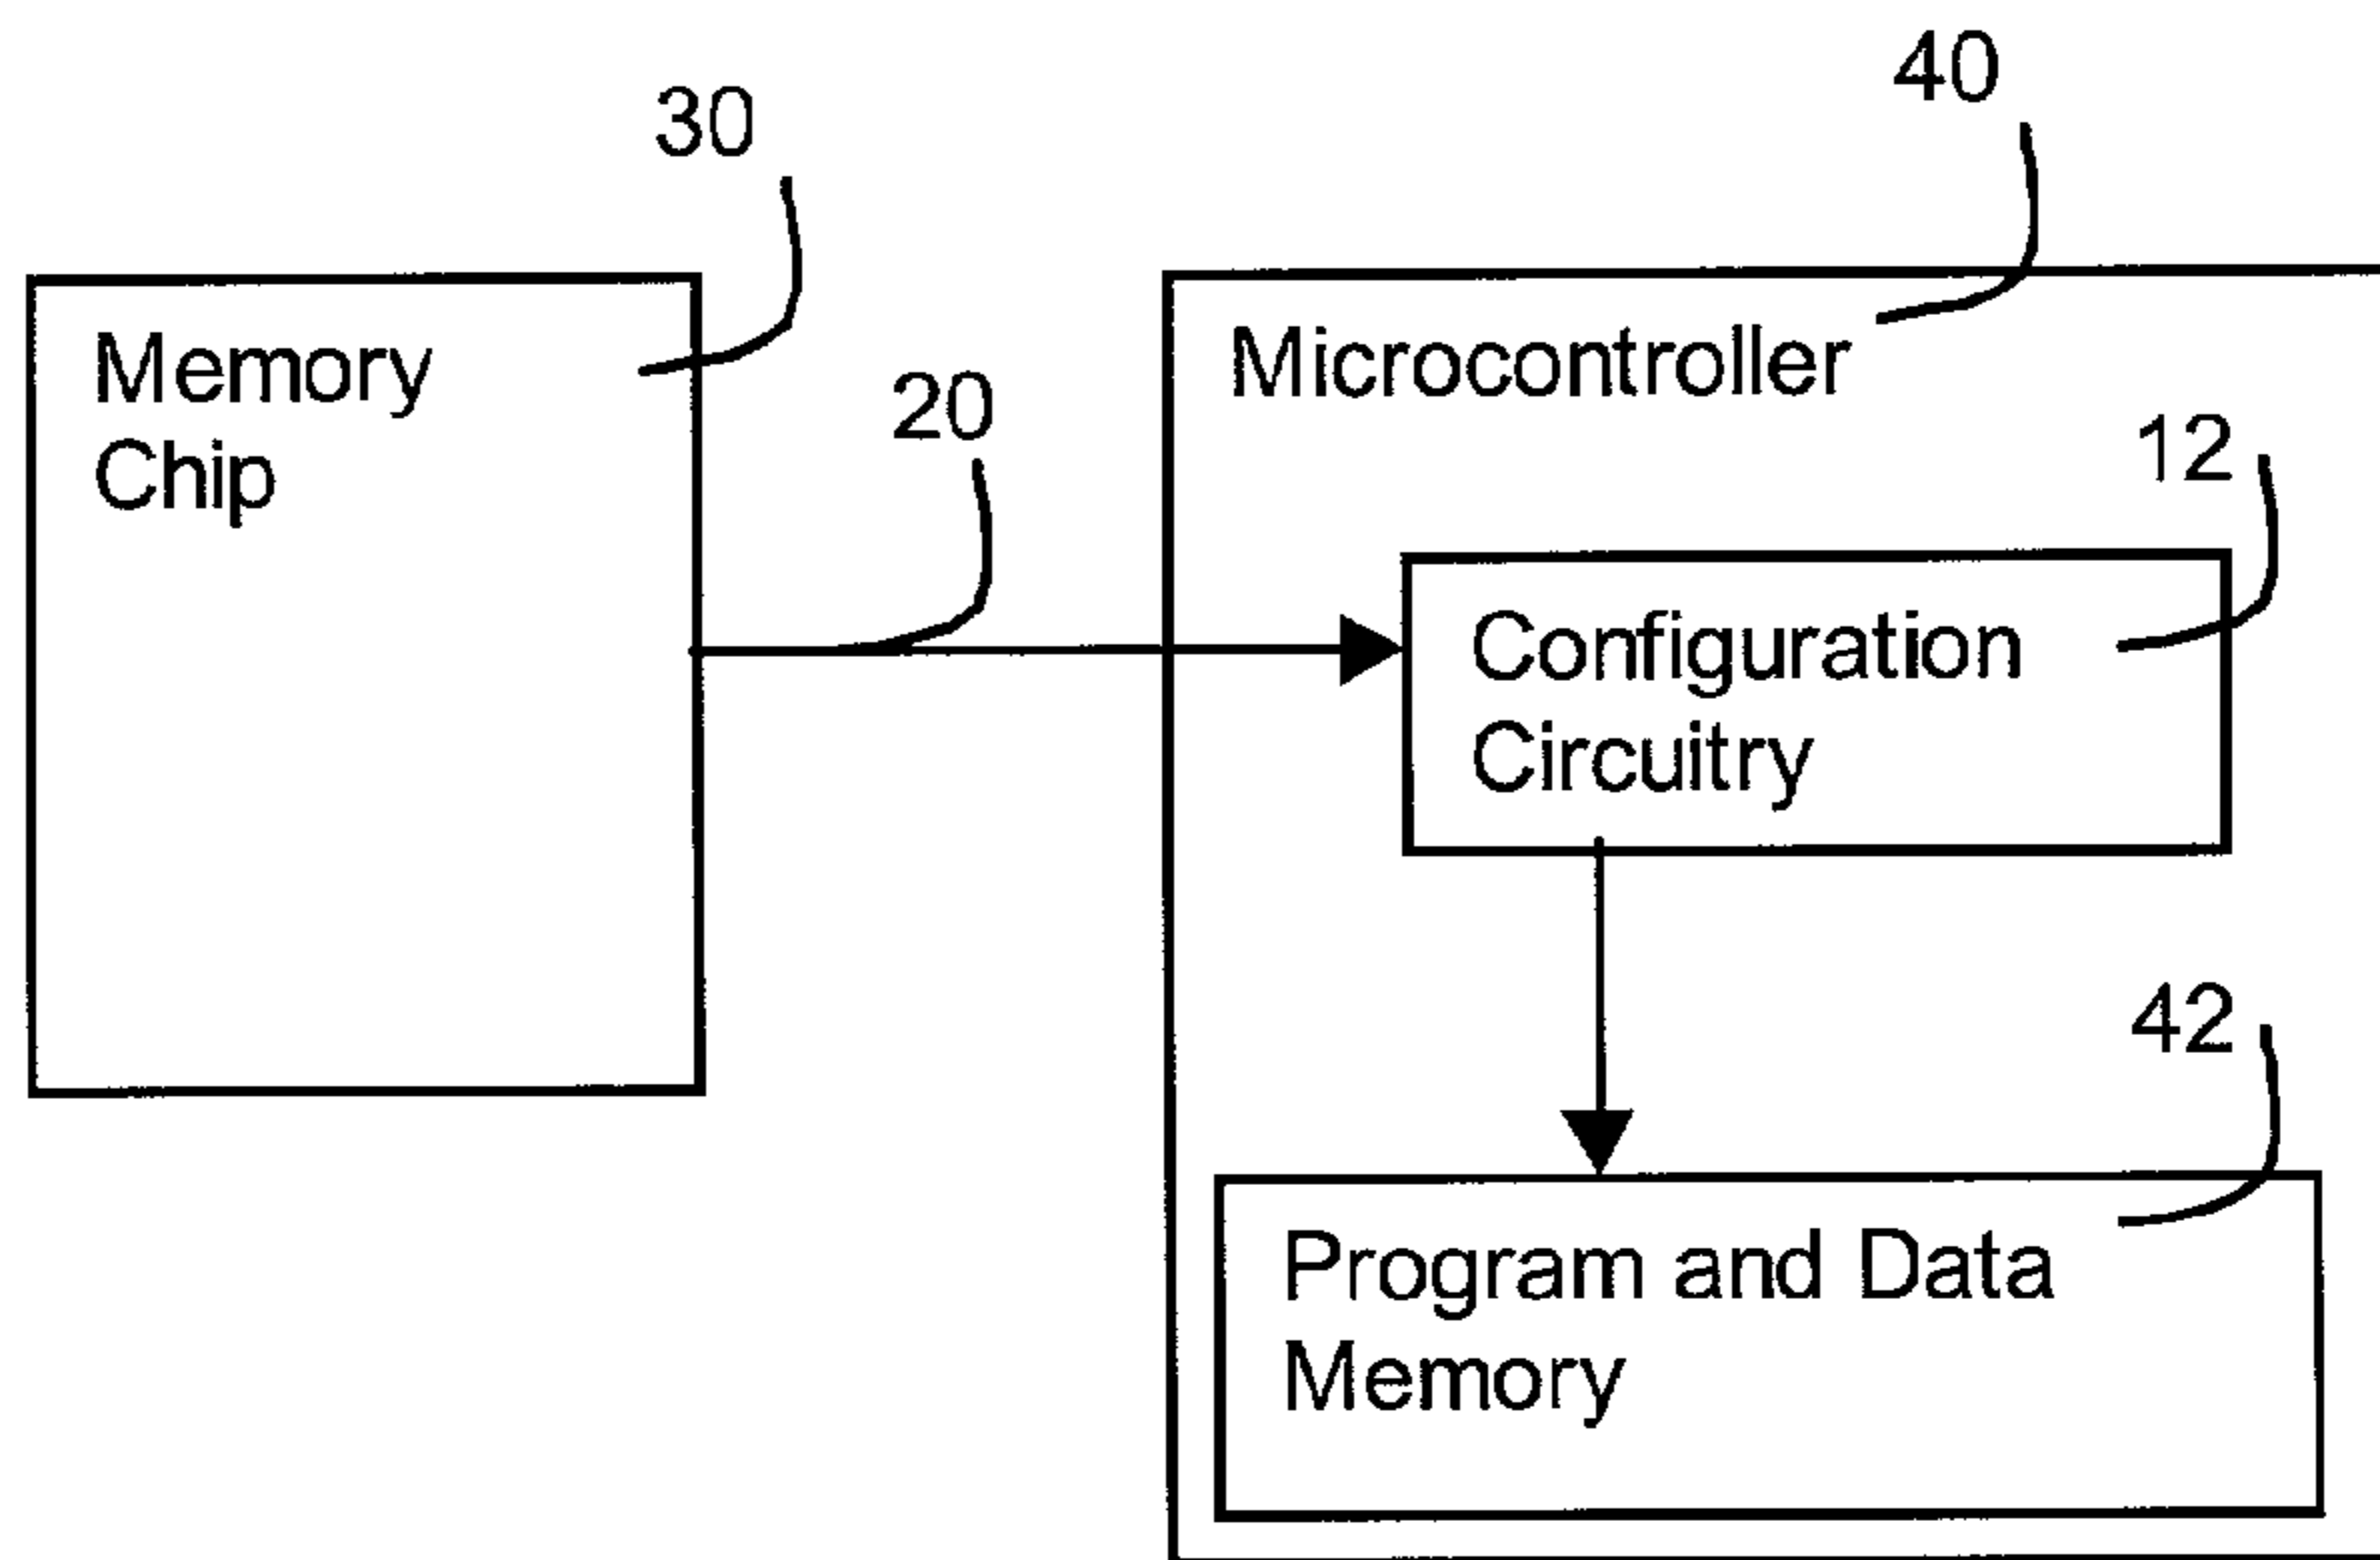 40
30
Memory
Chip
20
Microcontroller
12
Configuration
Circuitry
42
Program and Data
Memory